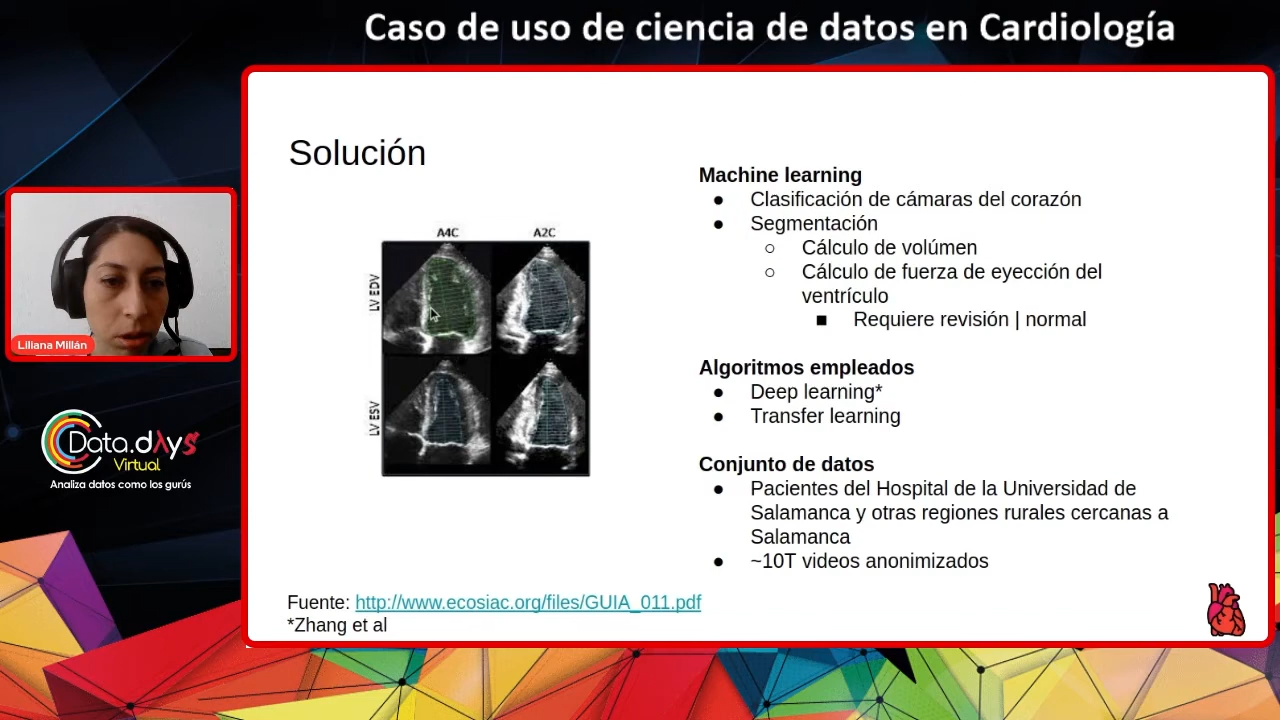 Caso de uso de ciencia de datos en Cardiología
Solución
A4C
A2C
LV EDV
LV ESV
Machine learning
● Clasificación de cámaras del corazón
● Segmentación
○ Cálculo de volúmen
○ Cálculo de fuerza de eyección del
ventrículo
■ Requiere revisión | normal
Algoritmos empleados
● Deep learning*
● Transfer learning
Conjunto de datos
● Pacientes del Hospital de la Universidad de
Salamanca y otras regiones rurales cercanas a
Salamanca
● ~10T videos anonimizados
Fuente: http://www.ecosiac.org/files/GUIA_011.pdf
*Zhang et al
Liliana Millán
Data.dAys
Virtual
Analiza datos como los gurús